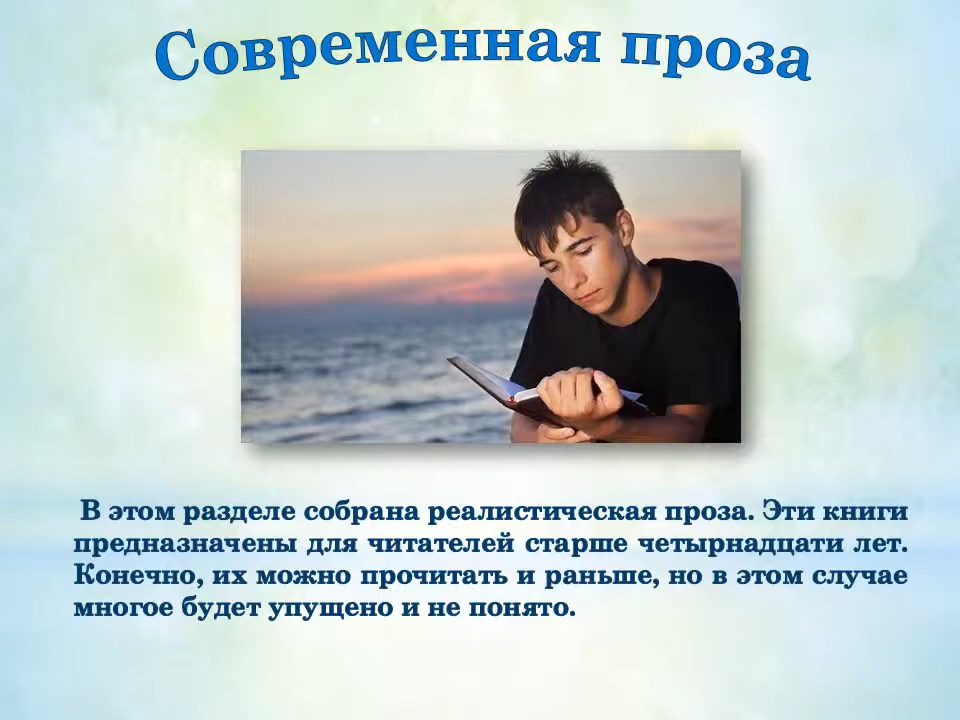 Современная проза
В этом разделе собрана реалистическая проза. Эти книги
предназначены для читателей старше четырнадцати лет.
Конечно, их можно прочитать и раньше, но в этом случае
многое будет упущено и не понято.